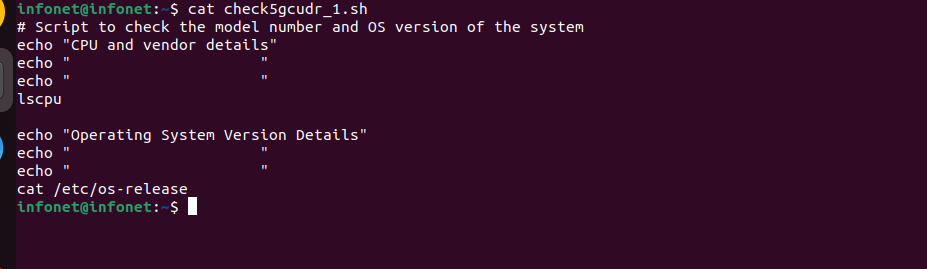 infonet@infonet:~$ cat check5gcudr_1.sh
# Script to check the model number and OS version of the system
echo "CPU and vendor details"
echo "                     "
echo "                     "
lscpu

echo "Operating System Version Details"
echo "                     "
echo "                     "
cat /etc/os-release
infonet@infonet:~$